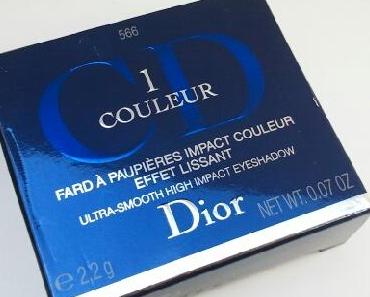 566
CD
1
COULEUR
FARD À PAUPIÈRES IMPACT COULEUR
EFFET LISSANT
ULTRA-SMOOTH HIGH IMPACT EYESHADOW
Dior
NET WT. 0.07 OZ
e 2,2 g